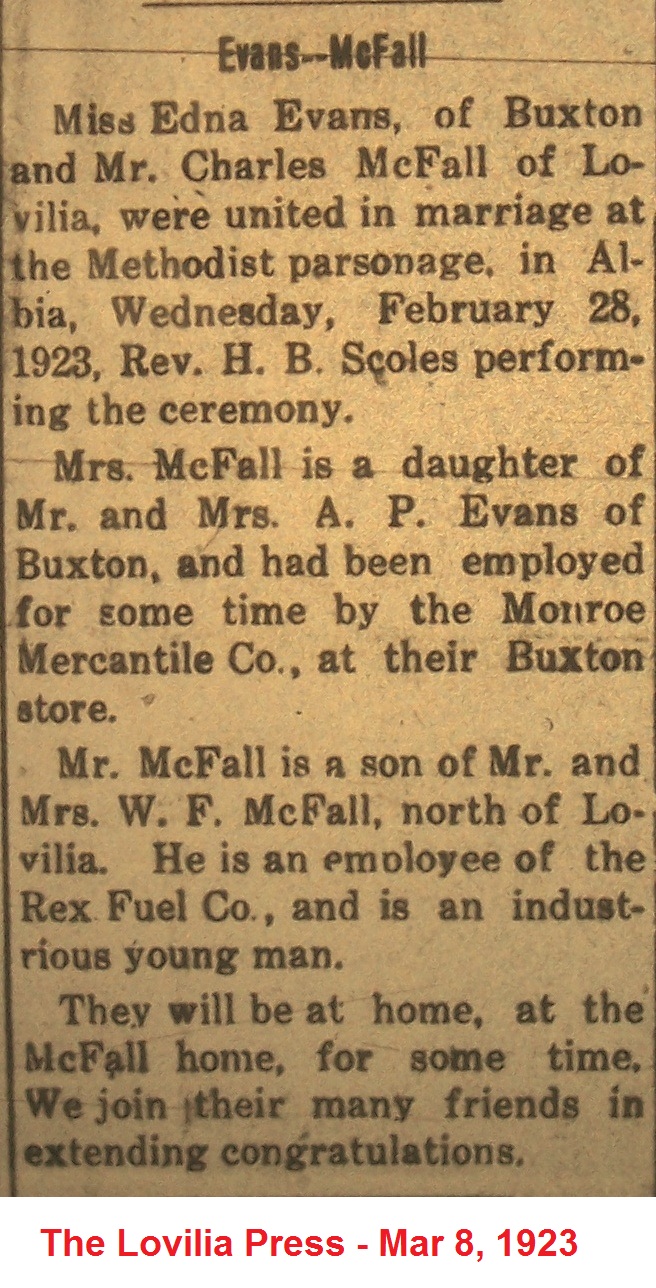 Evans--McFall
Miss Edna Evans, of Buxton
and Mr. Charles McFall of Lo-
vilia, were united in marriage at
the Methodist parsonage, in Al-
bia, Wednesday, February 28,
1923, Rev. H. B. Scoles perform-
ing the ceremony.
Mrs. McFall is a daughter of
Mr. and Mrs. A. P. Evans of
Buxton, and had been employed
for some time by the Monroe
Mercantile Co., at their Buxton
store.
Mr. McFall is a son of Mr. and
Mrs. W. F. McFall, north of Lo-
vilia. He is an employee of the
Rex Fuel Co., and is an indust-
rious young man.
They will be at home, at the
McFall home, for some time.
We join their many friends in
extending congratulations.
The Lovilia Press - Mar 8, 1923